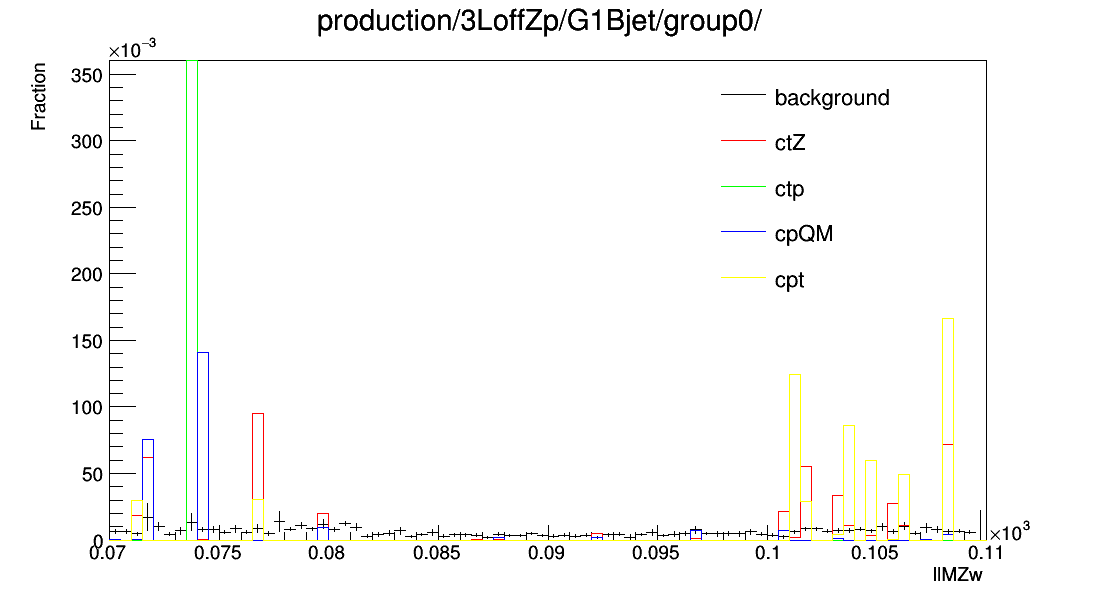 production/3LoffZp/G1Bjet/group0/
×10⁻³
Fraction
350
300
250
200
150
100
50
0
background
ctZ
ctp
cpQM
cpt
0.07 0.075 0.08 0.085 0.09 0.095 0.1 0.105 0.11
×10³
llMZw